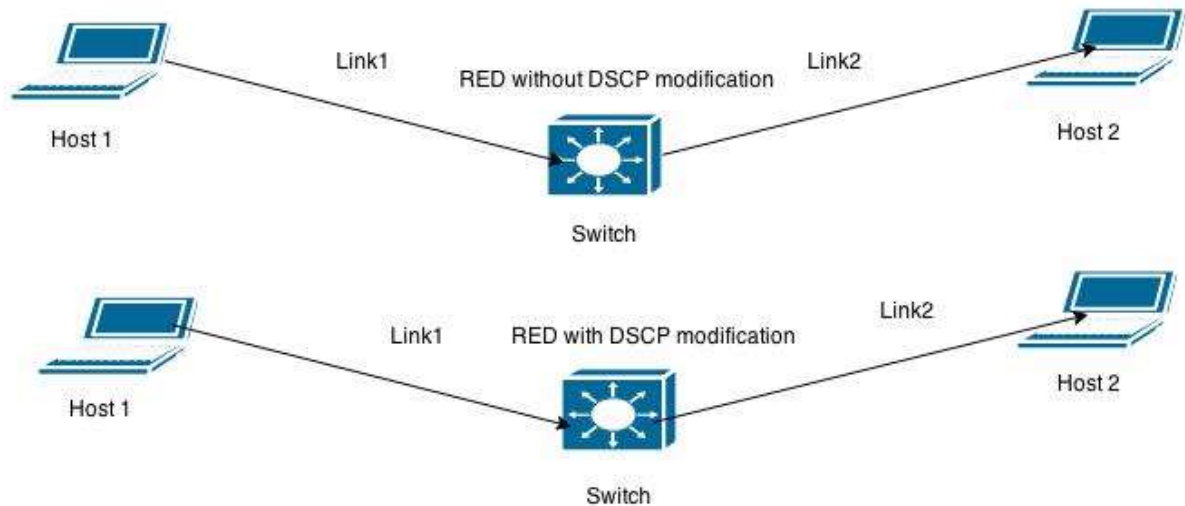 Link1
Link2
RED without DSCP modification
Host 1
Host 2
Switch
Link1
RED with DSCP modification
Link2
Host 1
Host 2
Switch